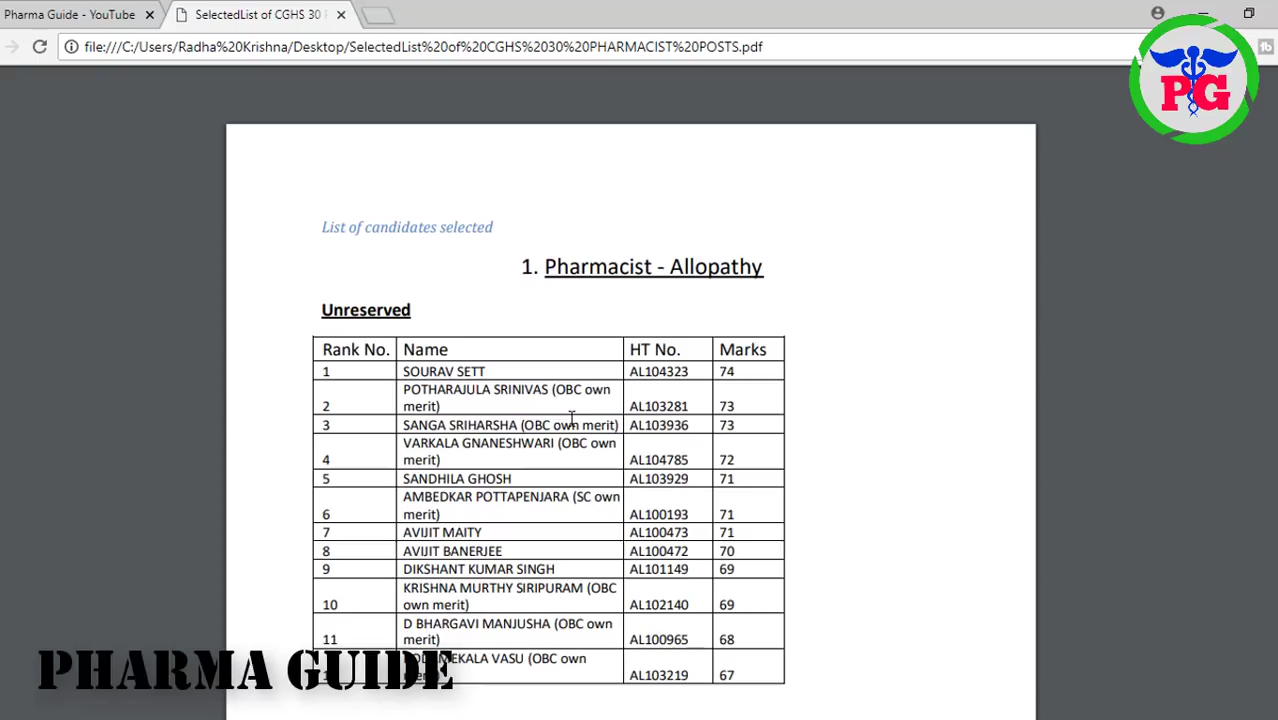 Pharma Guide - YouTube
SelectedList of CGHS 30
file:///C:/Users/Radha%20Krishna/Desktop/SelectedList%20of%20CGHS%2030%20PHARMACIST%20POSTS.pdf
PG
List of candidates selected
1. Pharmacist - Allopathy
Unreserved
Rank No. Name HT No. Marks
1 SOURAV SETT AL104323 74
POTHARAJULA SRINIVAS (OBC own
2 merit) AL103281 73
3 SANGA SRIHARSHA (OBC own merit) AL103936 73
VARKALA GNANESHWARI (OBC own
4 merit) AL104785 72
5 SANDHILA GHOSH AL103929 71
AMBEDKAR POTTAPENJARA (SC own
6 merit) AL100193 71
7 AVIJIT MAITY AL100473 71
8 AVIJIT BANERJEE AL100472 70
9 DIKSHANT KUMAR SINGH AL101149 69
KRISHNA MURTHY SIRIPURAM (OBC
10 own merit) AL102140 69
D BHARGAVI MANJUSHA (OBC own
11 merit) AL100965 68
VASU (OBC own
AL103219 67
PHARMA GUIDE